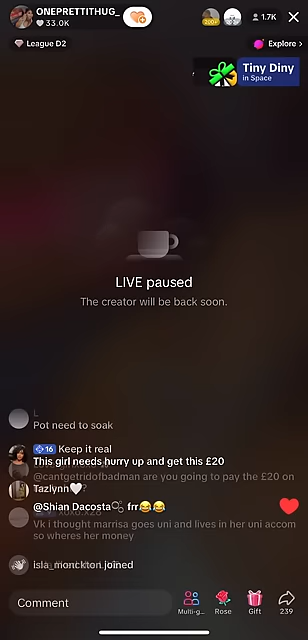 ONEPRETTITHUG_
33.0K
200+
1.7K
League D2
Explore >
Tiny Diny
in Space
LIVE paused
The creator will be back soon.
L
Pot need to soak
16 Keep it real
This girl needs hurry up and get this £20
@cantgetridofbadman are you going to pay the £20 on
Tazlynn🤍
@Shian Dacosta frr😂😂
Vk i thought marrisa goes uni and lives in her uni accom
so wheres her money
isla_monckton joined
Comment
Multi-g...
Rose
Gift
239